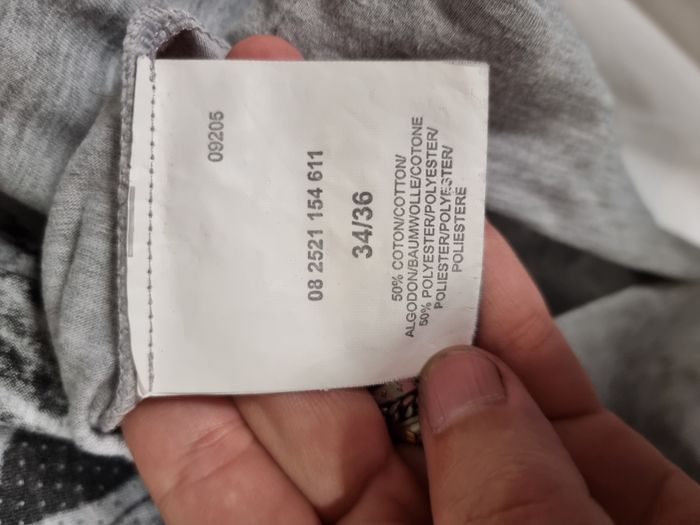 09205
08 2521 154 611
34/36
50% COTON/COTTON/
ALGODON/BAUMWOLLE/COTONE
50% POLYESTER/POLYESTER/
POLIESTER/POLYESTER/
POLIESTERE